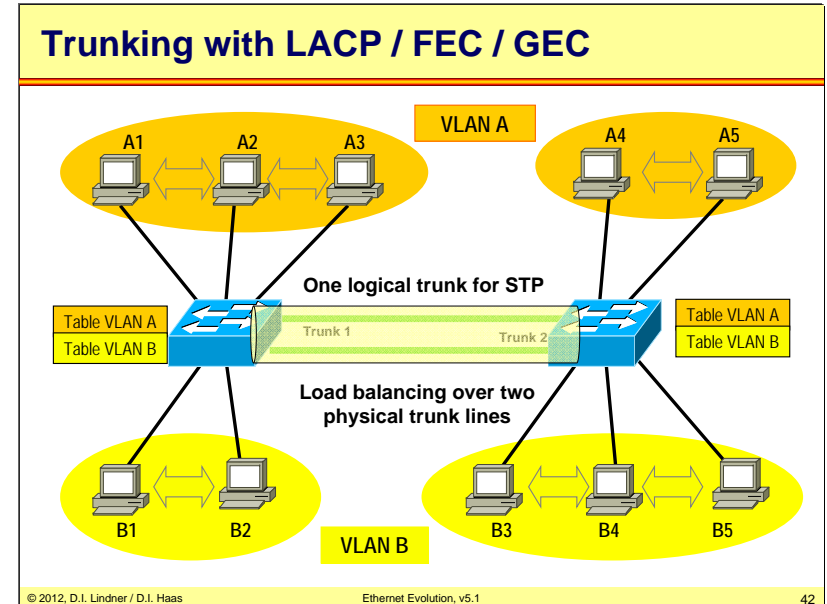 Trunking with LACP / FEC / GEC
VLAN A
A1
A2
A3
A4
A5
One logical trunk for STP
Table VLAN A
Table VLAN B
Trunk 1
Trunk 2
Table VLAN A
Table VLAN B
Load balancing over two
physical trunk lines
B1
B2
B3
B4
B5
VLAN B
© 2012, D.I. Lindner / D.I. Haas
Ethernet Evolution, v5.1
42